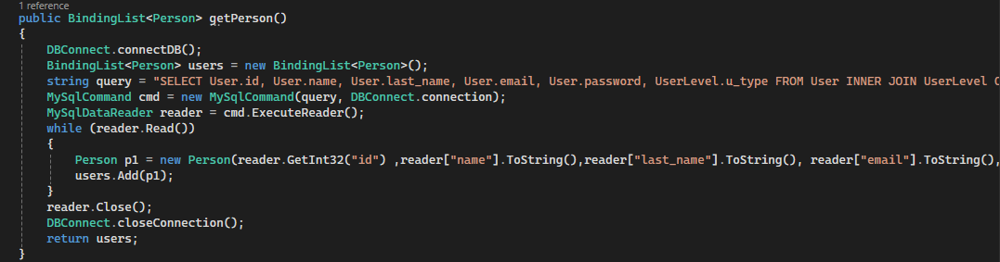 1 reference
public BindingList<Person> getPerson()
{
DBConnect.connectDB();
BindingList<Person> users = new BindingList<Person>();
string query = "SELECT User.id, User.name, User.last_name, User.email, User.password, UserLevel.u_type FROM User INNER JOIN UserLevel
MySqlCommand cmd = new MySqlCommand(query, DBConnect.connection);
MySqlDataReader reader = cmd.ExecuteReader();
while (reader.Read())
{
Person p1 = new Person(reader.GetInt32("id") ,reader["name"].ToString(),reader["last_name"].ToString(), reader["email"].ToString(),
users.Add(p1);
}
reader.Close();
DBConnect.closeConnection();
return users;
}